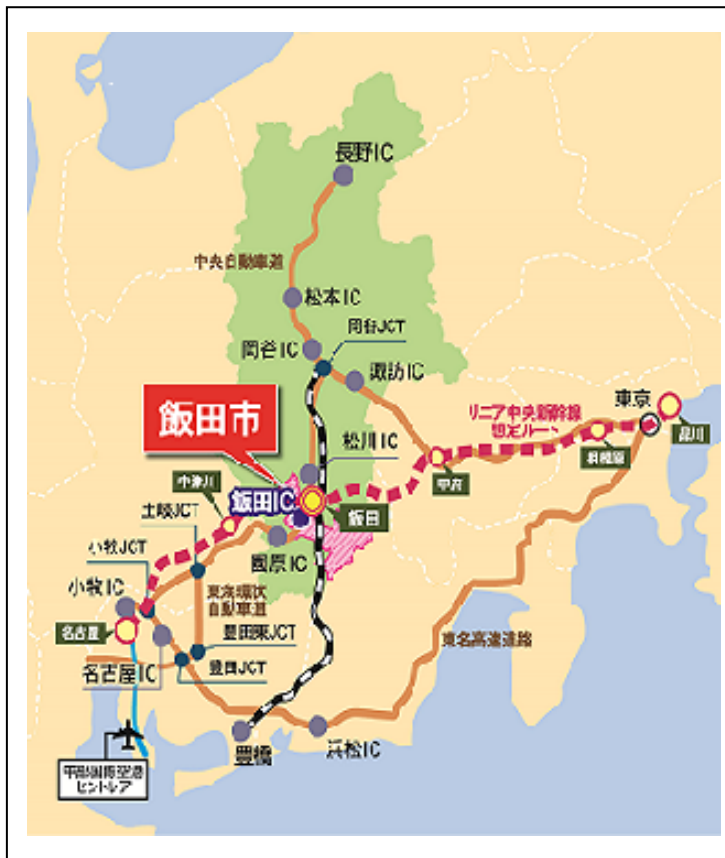 長野IC
中央自動車道
松本IC
岡谷JCT
岡谷IC
諏訪IC
飯田市
リニア中央新幹線
想定ルート
東京
品川
松川IC
相模原
甲府
中津川
飯田IC
飯田
土岐JCT
小牧JCT
園原IC
小牧IC
東海環状
自動車道
名古屋
豊田東JCT
東名高速道路
名古屋IC
豊田JCT
豊橋
浜松IC
中部国際空港
セントレア